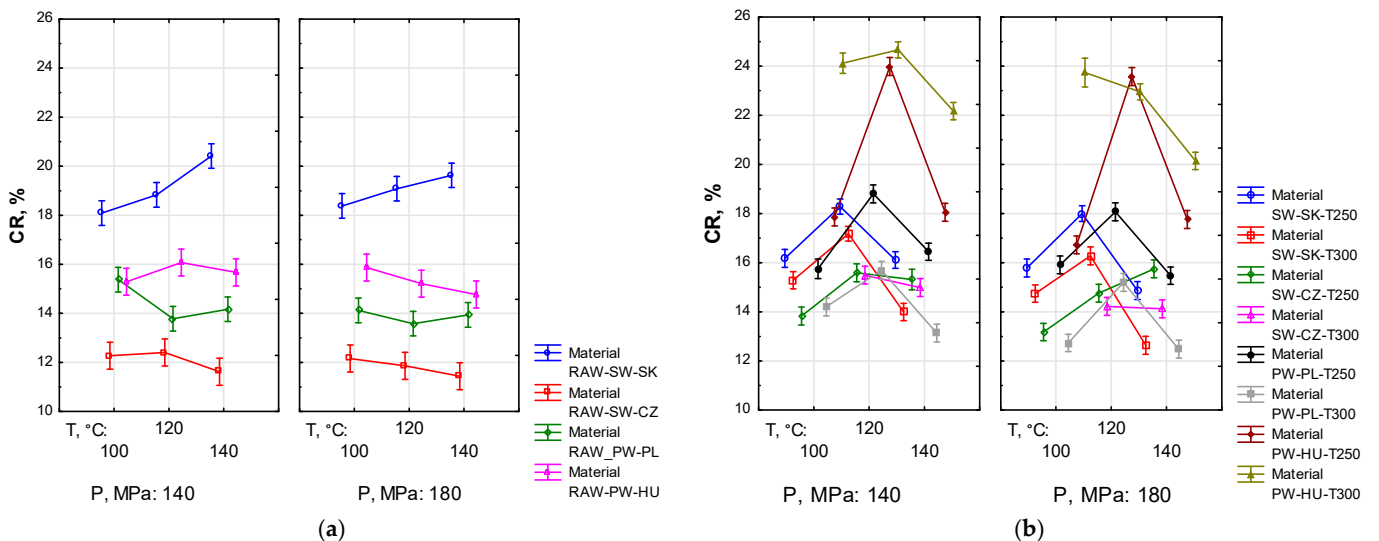 26
24
22
20
18
16
14
12
10
CR, %
T, °C:
100
120
140
120
100
140
P, MPa: 140
P, MPa: 180
Material
RAW-SW-SK
Material
RAW-SW-CZ
Material
RAW_PW-PL
Material
RAW-PW-HU
(a)
26
24
22
20
18
16
14
12
10
CR, %
T, °C:
100
120
140
120
100
140
P, MPa: 140
P, MPa: 180
Material
SW-SK-T250
Material
SW-SK-T300
Material
SW-CZ-T250
Material
SW-CZ-T300
Material
PW-PL-T250
Material
PW-PL-T300
Material
PW-HU-T250
Material
PW-HU-T300
(b)